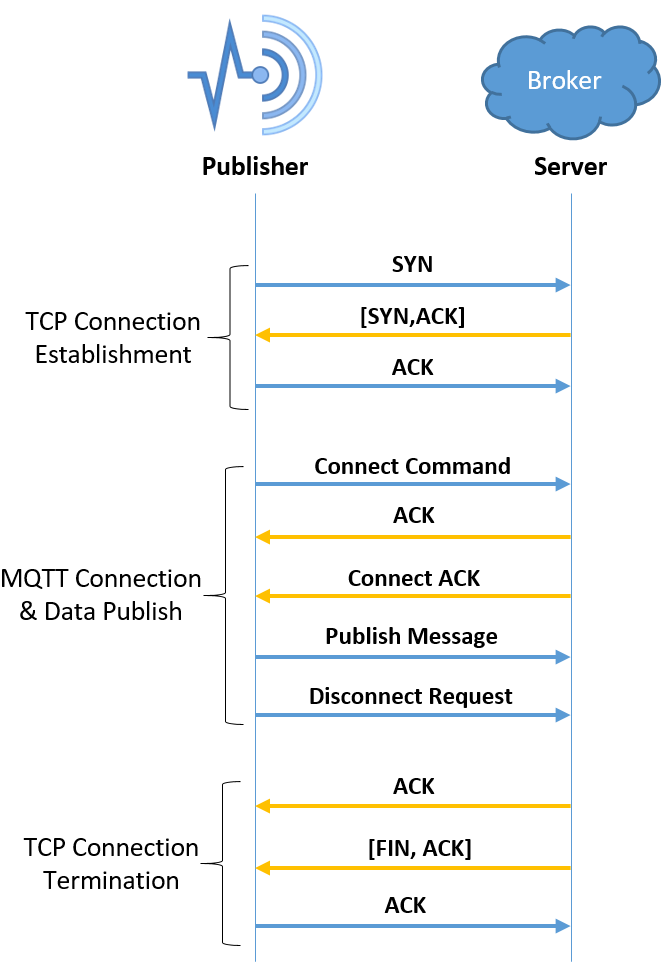 Broker
Publisher
Server
SYN
TCP Connection
Establishment
[SYN,ACK]
ACK
Connect Command
ACK
MQTT Connection
& Data Publish
Connect ACK
Publish Message
Disconnect Request
ACK
TCP Connection
Termination
[FIN, ACK]
ACK